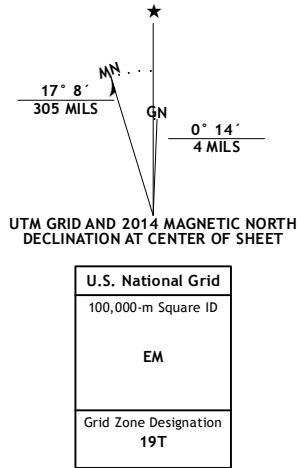 ★
MN
17° 8´
305 MILS
GN
0° 14´
4 MILS
UTM GRID AND 2014 MAGNETIC NORTH
DECLINATION AT CENTER OF SHEET
U.S. National Grid
100,000-m Square ID
EM
Grid Zone Designation
19T